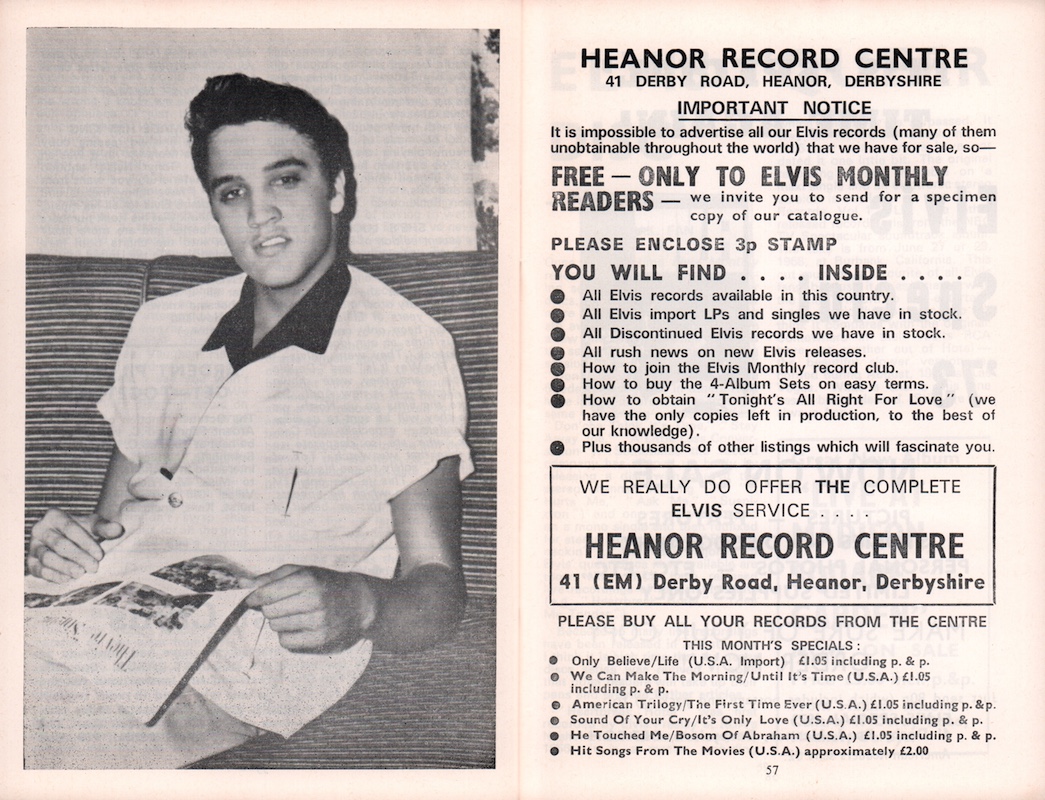 They're Sing
HEANOR RECORD CENTRE
41 DERBY ROAD, HEANOR, DERBYSHIRE
IMPORTANT NOTICE
It is impossible to advertise all our Elvis records (many of them
unobtainable throughout the world) that we have for sale, so—
FREE — ONLY TO ELVIS MONTHLY
READERS — we invite you to send for a specimen
copy of our catalogue.
PLEASE ENCLOSE 3p STAMP
YOU WILL FIND . . . . INSIDE . . . .
● All Elvis records available in this country.
● All Elvis import LPs and singles we have in stock.
● All Discontinued Elvis records we have in stock.
● All rush news on new Elvis releases.
● How to join the Elvis Monthly record club.
● How to buy the 4-Album Sets on easy terms.
● How to obtain "Tonight's All Right For Love" (we
have the only copies left in production, to the best of
our knowledge).
● Plus thousands of other listings which will fascinate you.
WE REALLY DO OFFER THE COMPLETE
ELVIS SERVICE . . . .
HEANOR RECORD CENTRE
41 (EM) Derby Road, Heanor, Derbyshire
PLEASE BUY ALL YOUR RECORDS FROM THE CENTRE
THIS MONTH'S SPECIALS :
● Only Believe/Life (U.S.A. Import) £1.05 including p. & p.
● We Can Make The Morning/Until It's Time (U.S.A.) £1.05
including p. & p.
● American Trilogy/The First Time Ever (U.S.A.) £1.05 including p. &p.
● Sound Of Your Cry/It's Only Love (U.S.A.) £1.05 including p. & p.
● He Touched Me/Bosom Of Abraham (U.S.A.) £1.05 including p. & p.
● Hit Songs From The Movies (U.S.A.) approximately £2.00
57